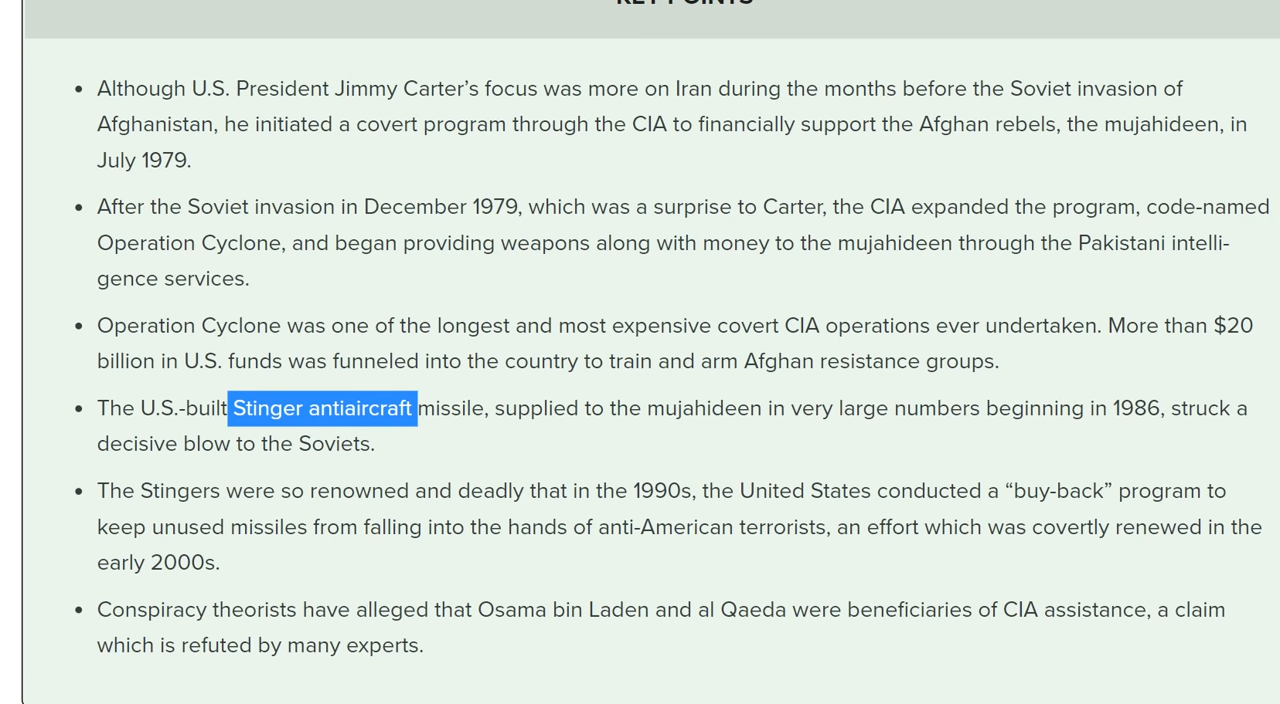 KEY POINTS
Although U.S. President Jimmy Carter’s focus was more on Iran during the months before the Soviet invasion of
Afghanistan, he initiated a covert program through the CIA to financially support the Afghan rebels, the mujahideen, in
July 1979.
After the Soviet invasion in December 1979, which was a surprise to Carter, the CIA expanded the program, code-named
Operation Cyclone, and began providing weapons along with money to the mujahideen through the Pakistani intelli-
gence services.
Operation Cyclone was one of the longest and most expensive covert CIA operations ever undertaken. More than $20
billion in U.S. funds was funneled into the country to train and arm Afghan resistance groups.
The U.S.-built Stinger antiaircraft missile, supplied to the mujahideen in very large numbers beginning in 1986, struck a
decisive blow to the Soviets.
The Stingers were so renowned and deadly that in the 1990s, the United States conducted a “buy-back” program to
keep unused missiles from falling into the hands of anti-American terrorists, an effort which was covertly renewed in the
early 2000s.
Conspiracy theorists have alleged that Osama bin Laden and al Qaeda were beneficiaries of CIA assistance, a claim
which is refuted by many experts.